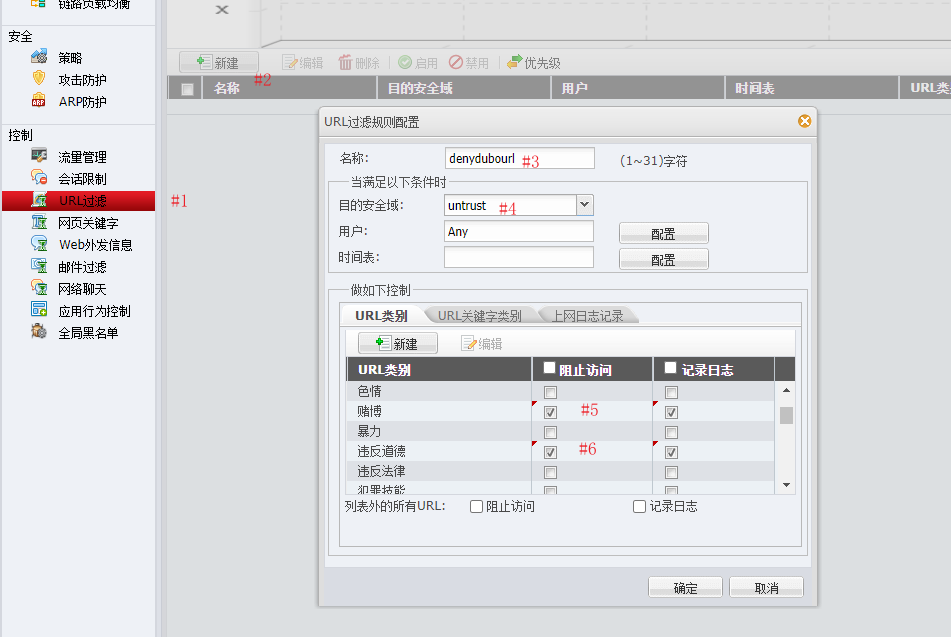 链路负载均衡
安全
策略
攻击防护
ARP防护
控制
流量管理
会话限制
URL过滤 #1
网页关键字
Web外发信息
邮件过滤
网络聊天
应用行为控制
全局黑名单
新建 编辑 删除 启用 禁用 优先级
#2
名称 目的安全域 用户 时间表 URL类
URL过滤规则配置
名称: denydubourl #3 (1~31)字符
当满足以下条件时
目的安全域: untrust #4
用户: Any 配置
时间表: 配置
做如下控制
URL类别 URL关键字类别 上网日志记录
新建 编辑
URL类别 阻止访问 记录日志
色情
赌博 #5
暴力
违反道德 #6
违反法律
犯罪技能
列表外的所有URL: 阻止访问 记录日志
确定 取消